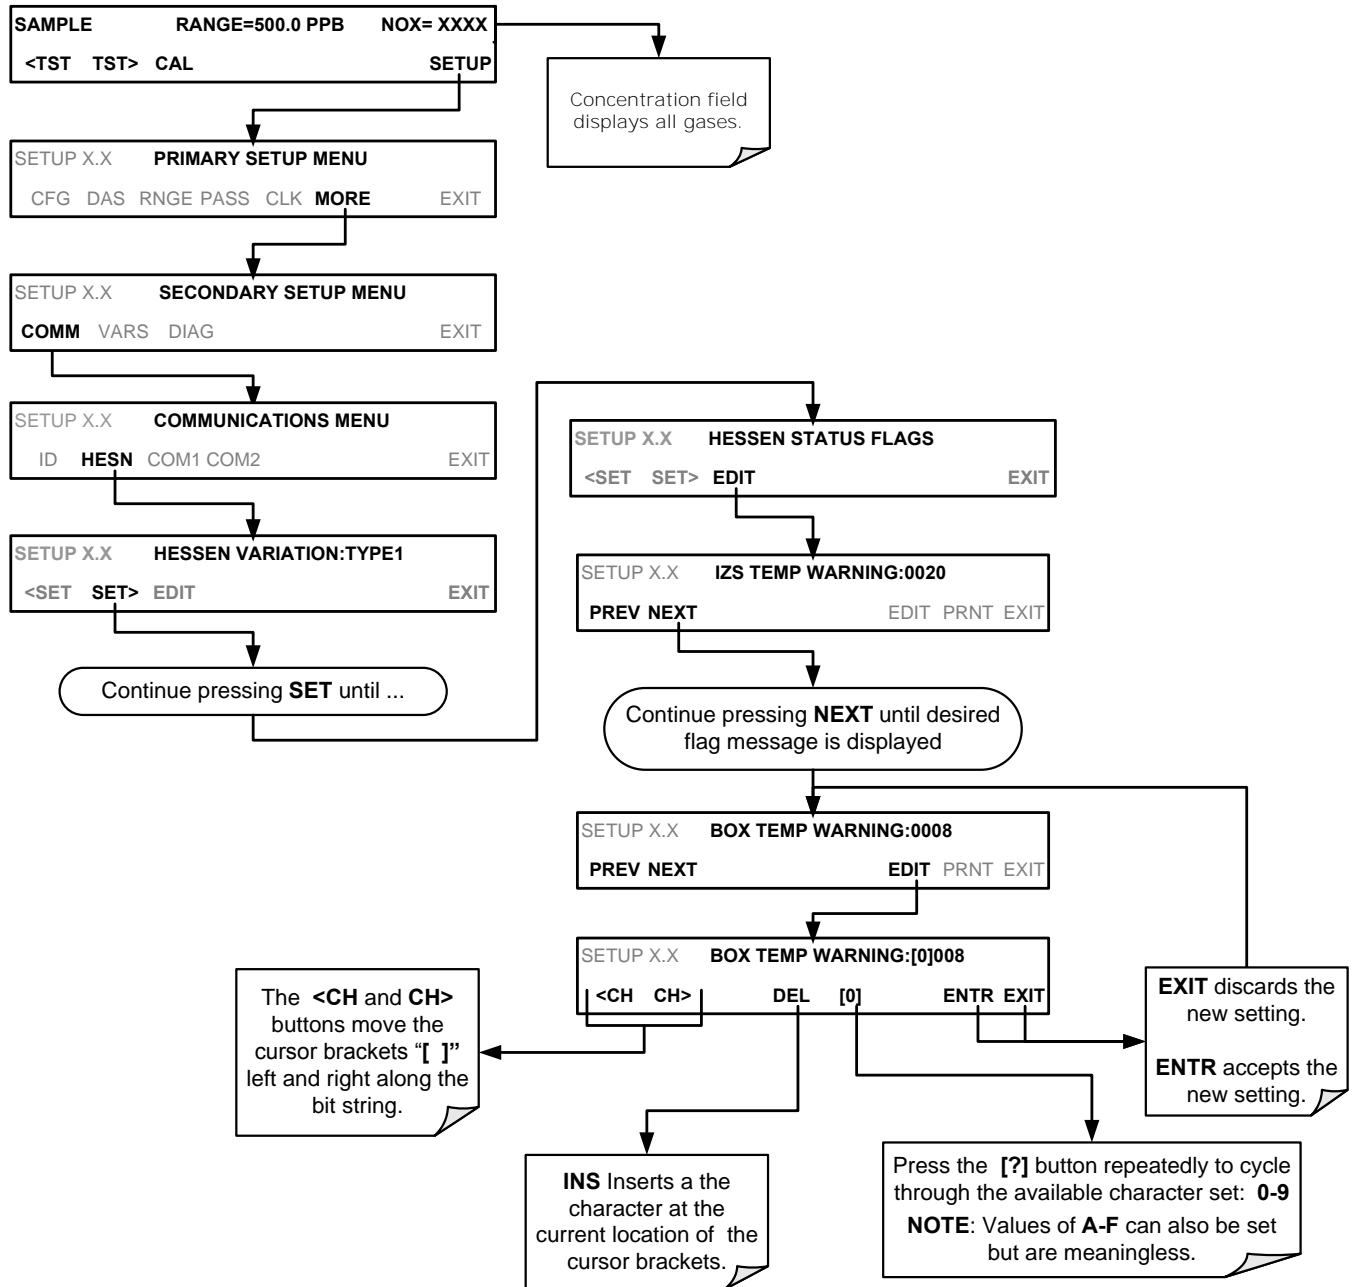 SAMPLE RANGE=500.0 PPB NOX= XXXX
<TST TST> CAL SETUP
Concentration field
displays all gases.
SETUP X.X PRIMARY SETUP MENU
CFG DAS RNGE PASS CLK MORE EXIT
SETUP X.X SECONDARY SETUP MENU
COMM VARS DIAG EXIT
SETUP X.X COMMUNICATIONS MENU
ID HESN COM1 COM2 EXIT
SETUP X.X HESSEN VARIATION:TYPE1
<SET SET> EDIT EXIT
Continue pressing SET until ...
SETUP X.X HESSEN STATUS FLAGS
<SET SET> EDIT EXIT
SETUP X.X IZS TEMP WARNING:0020
PREV NEXT EDIT PRNT EXIT
Continue pressing NEXT until desired
flag message is displayed
SETUP X.X BOX TEMP WARNING:0008
PREV NEXT EDIT PRNT EXIT
SETUP X.X BOX TEMP WARNING:[0]008
<CH CH> DEL [0] ENTR EXIT
The <CH and CH>
buttons move the
cursor brackets “[ ]”
left and right along the
bit string.
INS Inserts a the
character at the
current location of the
cursor brackets.
Press the [?] button repeatedly to cycle
through the available character set: 0-9
NOTE: Values of A-F can also be set
but are meaningless.
EXIT discards the
new setting.
ENTR accepts the
new setting.